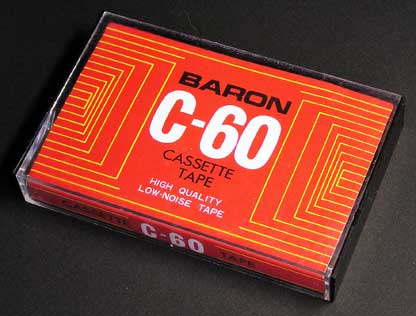 BARON
C-60
CASSETTE
TAPE
HIGH QUALITY
LOW-NOISE TAPE
CASSETTE C-60 TAPE